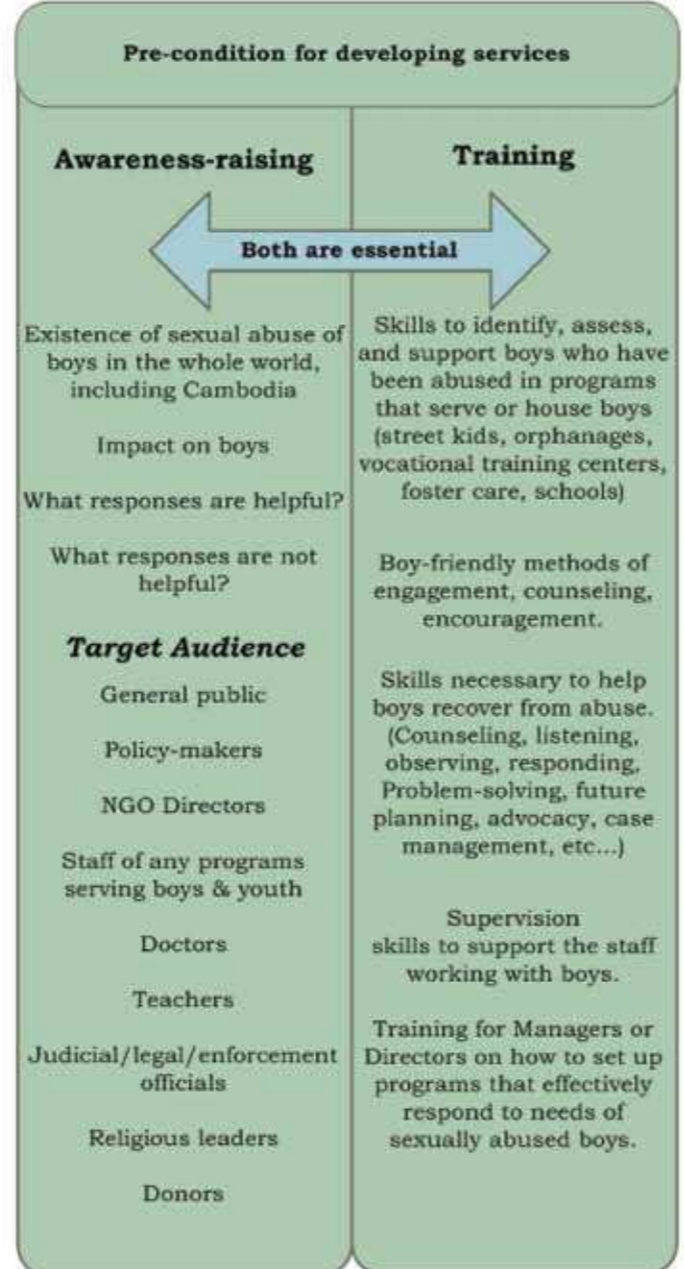 Pre-condition for developing services
Awareness-raising
Training
Both are essential
Existence of sexual abuse of
boys in the whole world,
including Cambodia
Impact on boys
What responses are helpful?
What responses are not
helpful?
Target Audience
General public
Policy-makers
NGO Directors
Staff of any programs
serving boys & youth
Doctors
Teachers
Judicial/legal/enforcement
officials
Religious leaders
Donors
Skills to identify, assess,
and support boys who have
been abused in programs
that serve or house boys
(street kids, orphanages,
vocational training centers,
foster care, schools)
Boy-friendly methods of
engagement, counseling,
encouragement.
Skills necessary to help
boys recover from abuse.
(Counseling, listening,
observing, responding,
Problem-solving, future
planning, advocacy, case
management, etc...)
Supervision
skills to support the staff
working with boys.
Training for Managers or
Directors on how to set up
programs that effectively
respond to needs of
sexually abused boys.